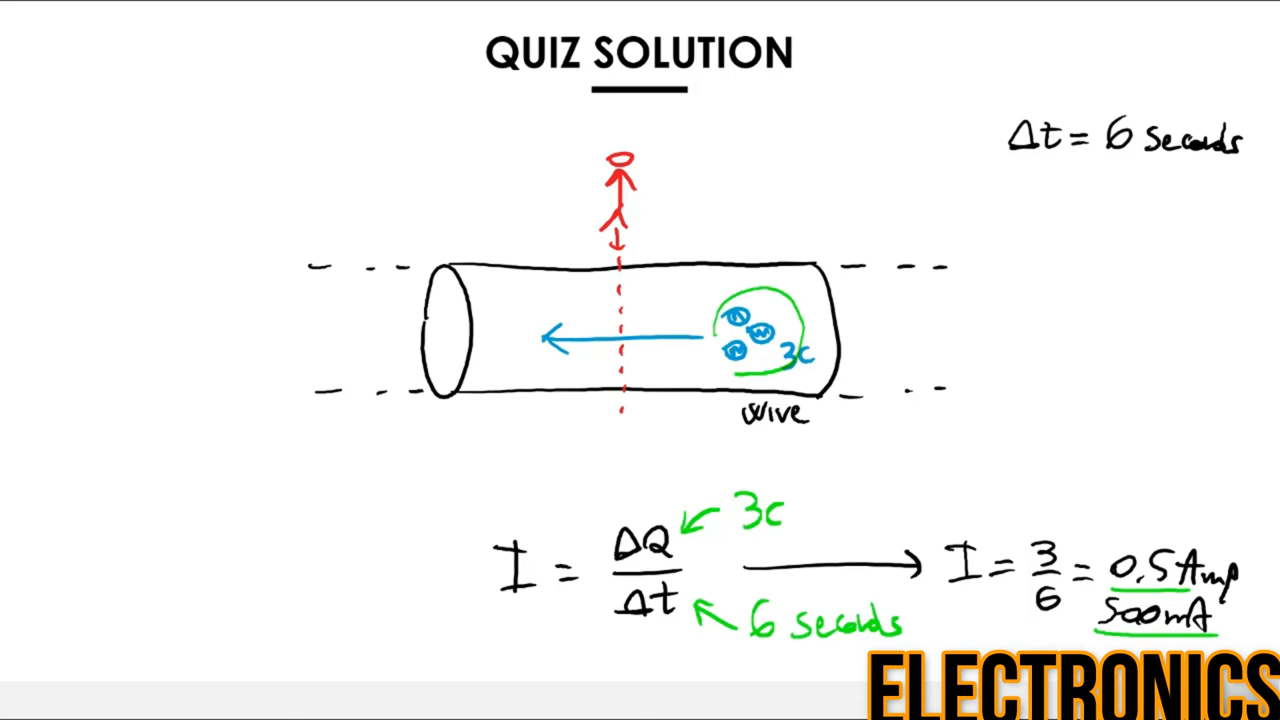 QUIZ SOLUTION
Δt = 6 seconds
3C
wire
I = ΔQ/Δt
3C
6 seconds
I = 3/6 = 0.5 Amp
500mA
ELECTRONICS